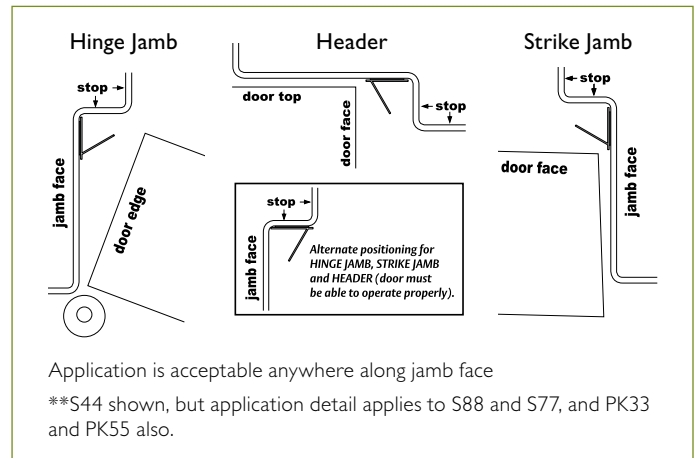 Hinge Jamb
Header
Strike Jamb
stop
jamb face
door edge
door top
door face
stop
stop
door face
jamb face
stop
jamb face
Alternate positioning for
HINGE JAMB, STRIKE JAMB
and HEADER (door must
be able to operate properly).
Application is acceptable anywhere along jamb face
**S44 shown, but application detail applies to S88 and S77, and PK33
and PK55 also.